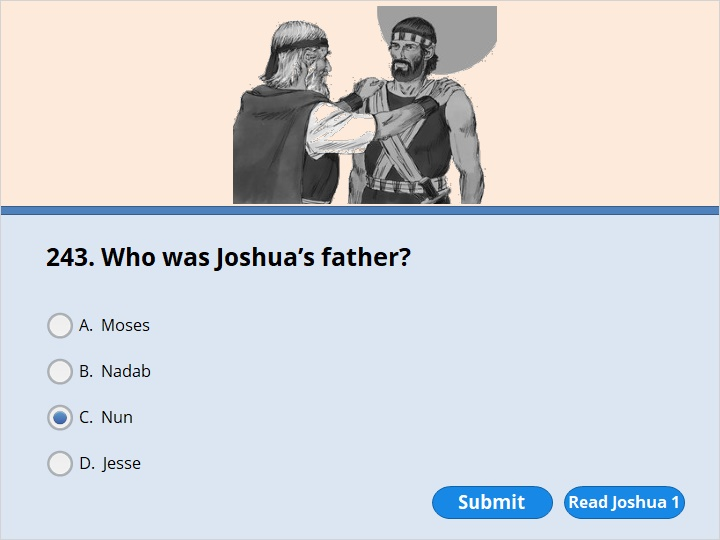 243. Who was Joshua’s father?
A. Moses
B. Nadab
C. Nun
D. Jesse
Submit
Read Joshua 1